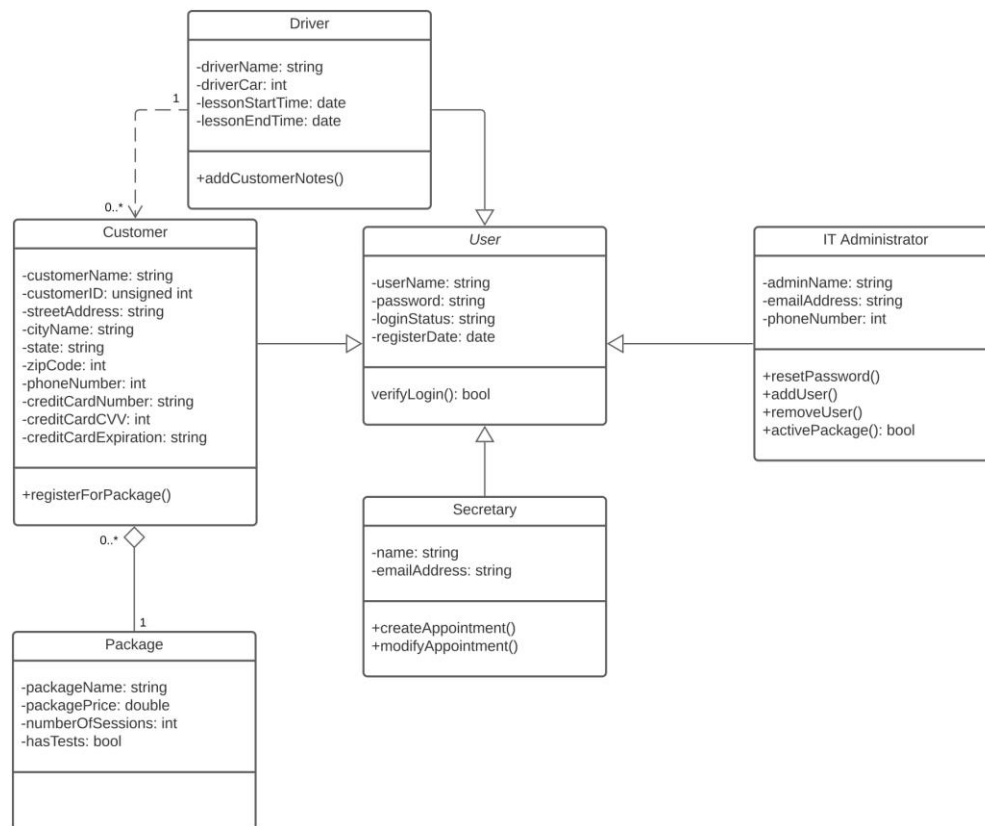 Driver
-driverName: string
-driverCar: int
-lessonStartTime: date
-lessonEndTime: date
+addCustomerNotes()
1
0..*
Customer
-customerName: string
-customerID: unsigned int
-streetAddress: string
-cityName: string
-state: string
-zipCode: int
-phoneNumber: int
-creditCardNumber: string
-creditCardCVV: int
-creditCardExpiration: string
+registerForPackage()
User
-userName: string
-password: string
-loginStatus: string
-registerDate: date
verifyLogin(): bool
IT Administrator
-adminName: string
-emailAddress: string
-phoneNumber: int
+resetPassword()
+addUser()
+removeUser()
+activePackage(): bool
Secretary
-name: string
-emailAddress: string
+createAppointment()
+modifyAppointment()
0..*
1
Package
-packageName: string
-packagePrice: double
-numberOfSessions: int
-hasTests: bool